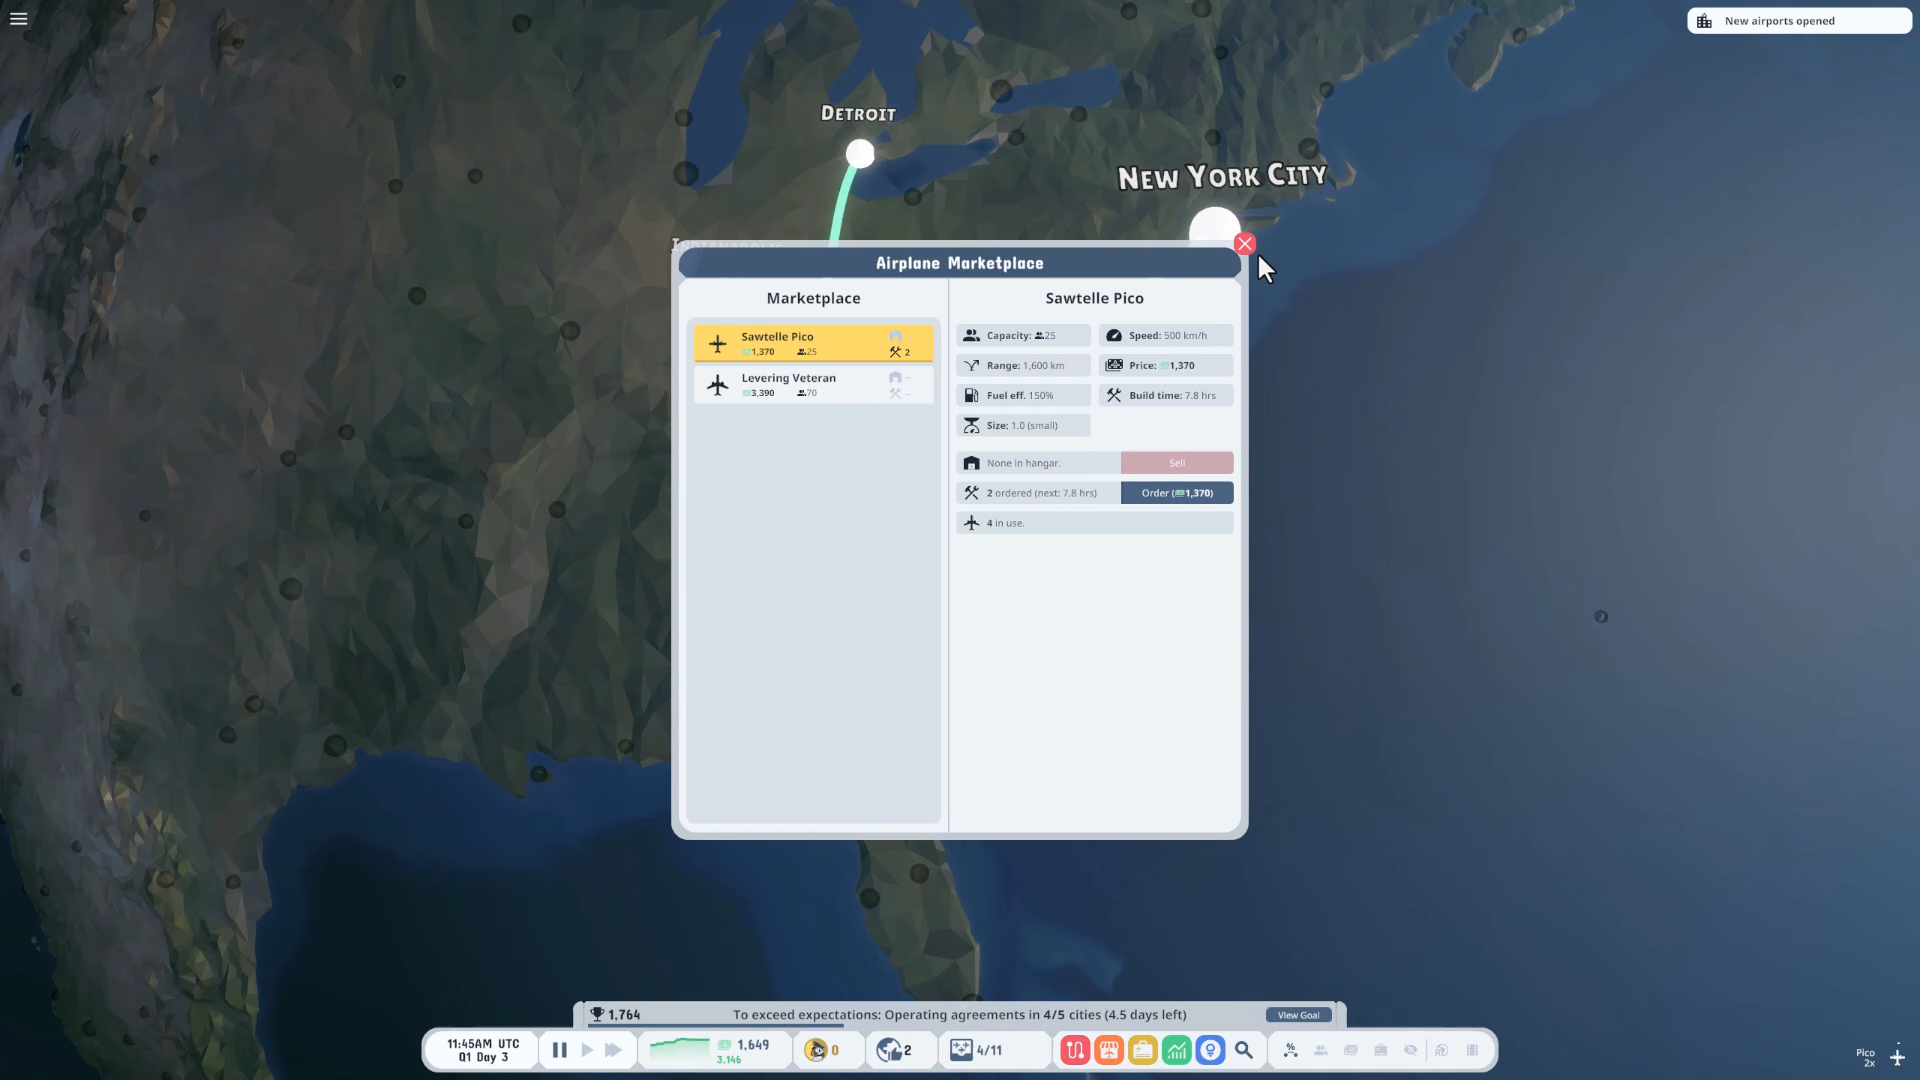 New airports opened
DETROIT
NEW YORK CITY
Airplane Marketplace
Marketplace
Sawtelle Pico
1,370
25
2
Levering Veteran
3,390
70
--
--
Sawtelle Pico
Capacity: 25
Speed: 500 km/h
Range: 1,600 km
Price: 1,370
Fuel eff. 150%
Build time: 7.8 hrs
Size: 1.0 (small)
None in hangar.
Sell
2 ordered (next: 7.8 hrs)
Order (1,370)
4 in use.
1,764
To exceed expectations: Operating agreements in 4/5 cities (4.5 days left)
View Goal
11:45AM UTC
Q1 Day 3
1,649
3,146
0
2
4/11
%
Pico
2x